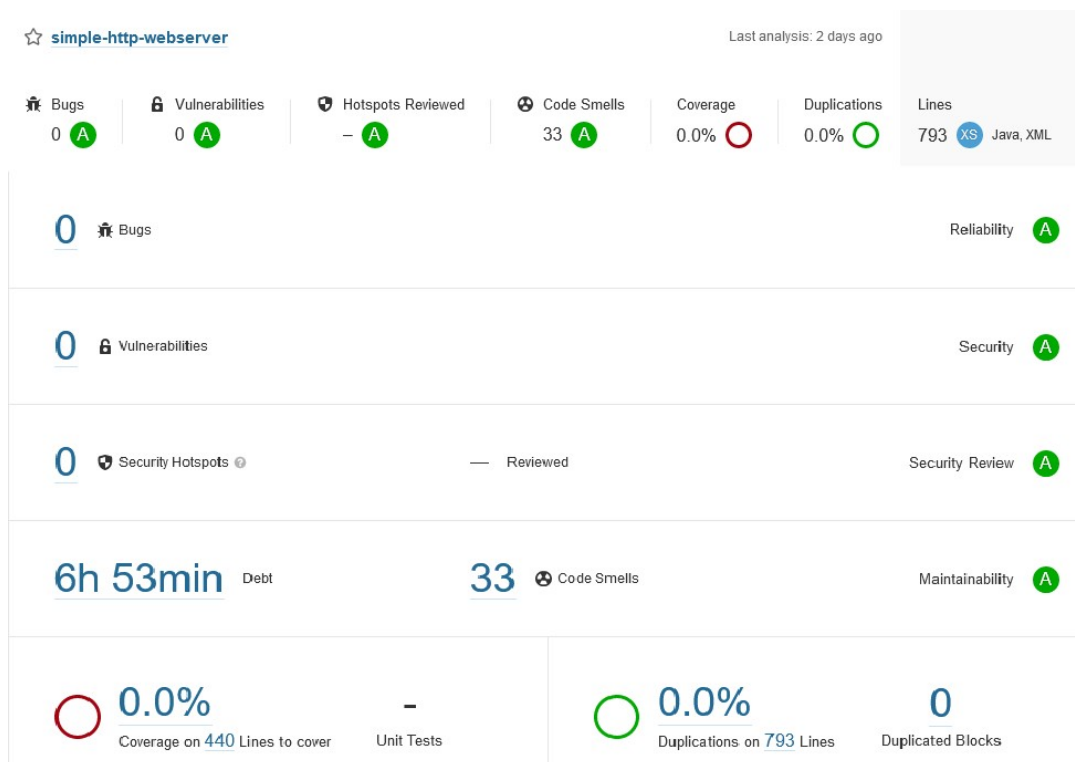 simple-http-webserver Last analysis: 2 days ago
Bugs Vulnerabilities Hotspots Reviewed Code Smells Coverage Duplications Lines
0 A 0 A – A 33 A 0.0% 0.0% 793 XS Java, XML
0 Bugs Reliability A
0 Vulnerabilities Security A
0 Security Hotspots ? — Reviewed Security Review A
6h 53min Debt 33 Code Smells Maintainability A
0.0% - 0.0% 0
Coverage on 440 Lines to cover Unit Tests Duplications on 793 Lines Duplicated Blocks